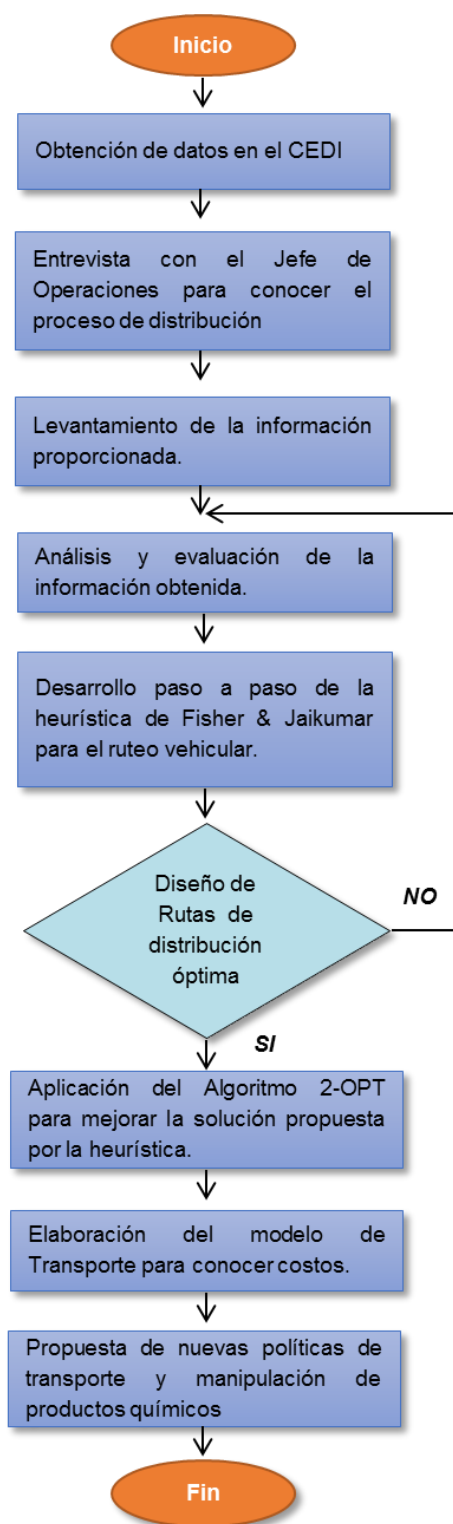 Inicio
Obtención de datos en el CEDI
Entrevista con el Jefe de
Operaciones para conocer el
proceso de distribución
Levantamiento de la información
proporcionada.
Análisis y evaluación de la
información obtenida.
Desarrollo paso a paso de la
heurística de Fisher & Jaikumar
para el ruteo vehicular.
Diseño de
Rutas de
distribución
óptima
NO
SI
Aplicación del Algoritmo 2-OPT
para mejorar la solución propuesta
por la heurística.
Elaboración del modelo de
Transporte para conocer costos.
Propuesta de nuevas políticas de
transporte y manipulación de
productos químicos
Fin